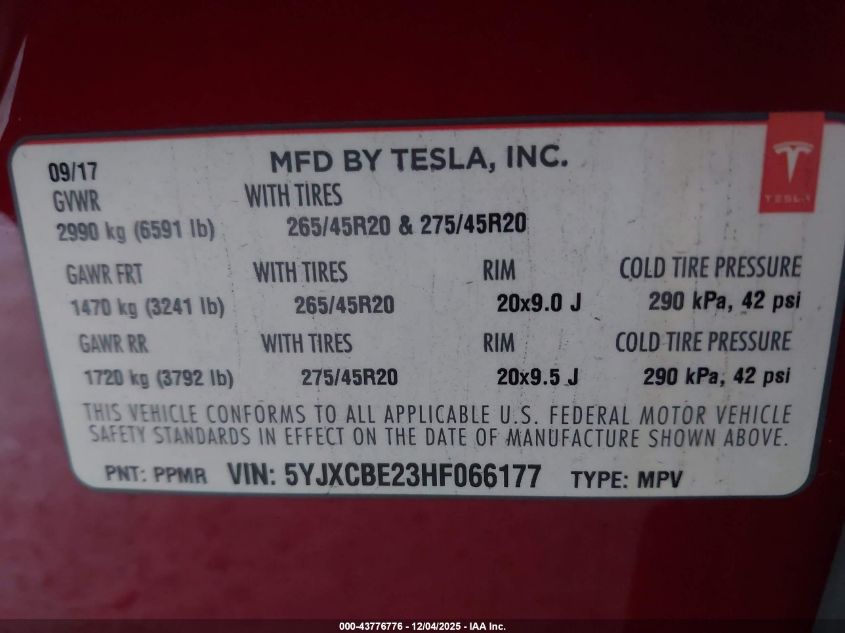 09/17 MFD BY TESLA, INC.
TESLA
GVWR WITH TIRES
2990 kg (6591 lb) 265/45R20 & 275/45R20
GAWR FRT WITH TIRES RIM COLD TIRE PRESSURE
1470 kg (3241 lb) 265/45R20 20x9.0 J 290 kPa, 42 psi
GAWR RR WITH TIRES RIM COLD TIRE PRESSURE
1720 kg (3792 lb) 275/45R20 20x9.5 J 290 kPa, 42 psi
THIS VEHICLE CONFORMS TO ALL APPLICABLE U.S. FEDERAL MOTOR VEHICLE
SAFETY STANDARDS IN EFFECT ON THE DATE OF MANUFACTURE SHOWN ABOVE.
PNT: PPMR VIN: 5YJXCBE23HF066177 TYPE: MPV
000-43776776 - 12/04/2025 - IAA Inc.